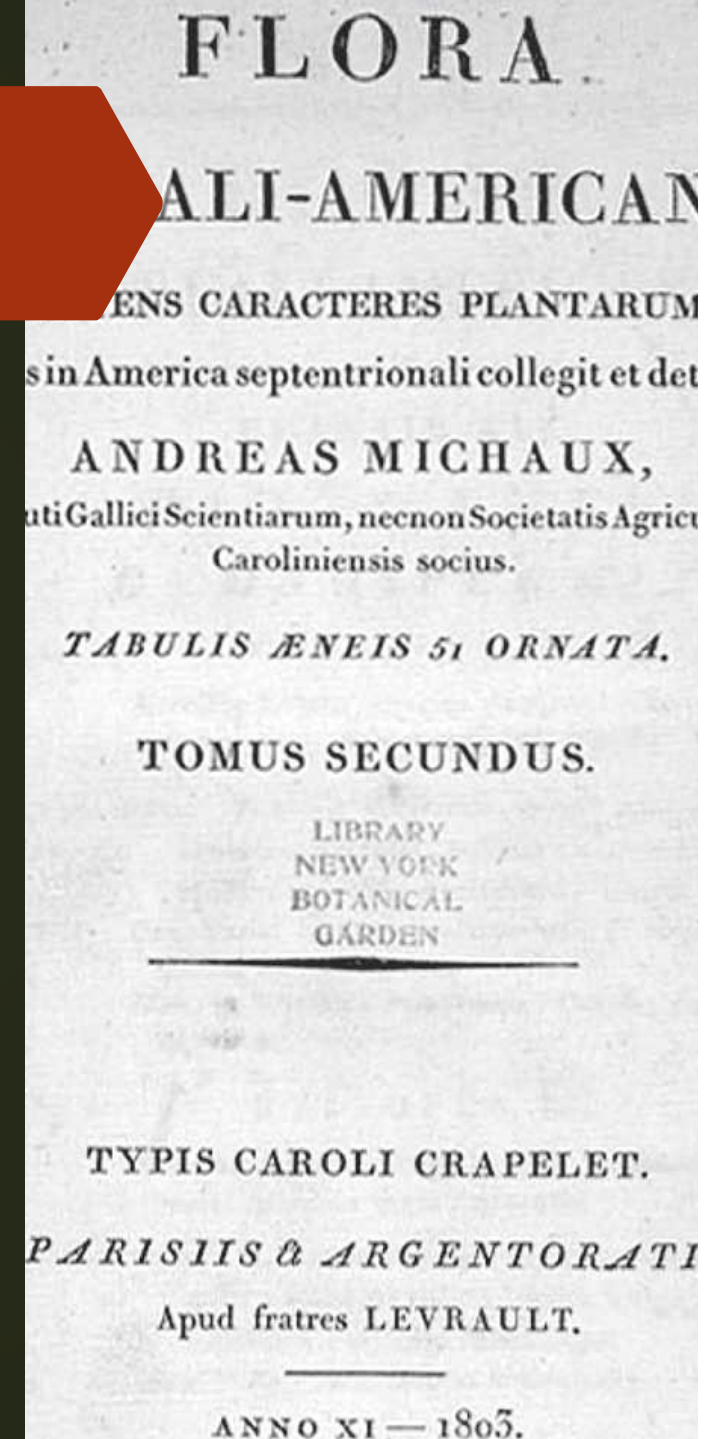 FLORA.
ALI-AMERICAN
ENS CARACTERES PLANTARUM
s in America septentrionali collegit et det
ANDREAS MICHAUX,
uti Gallici Scientiarum, necnon Societatis Agricu
Caroliniensis socius.
TABULIS ÆNEIS 51 ORNATA.
TOMUS SECUNDUS.
LIBRARY
NEW YORK
BOTANICAL
GARDEN
TYPIS CAROLI CRAPELET.
PARISIIS & ARGENTORATI
Apud fratres LEVRAULT.
ANNO XI — 1803.